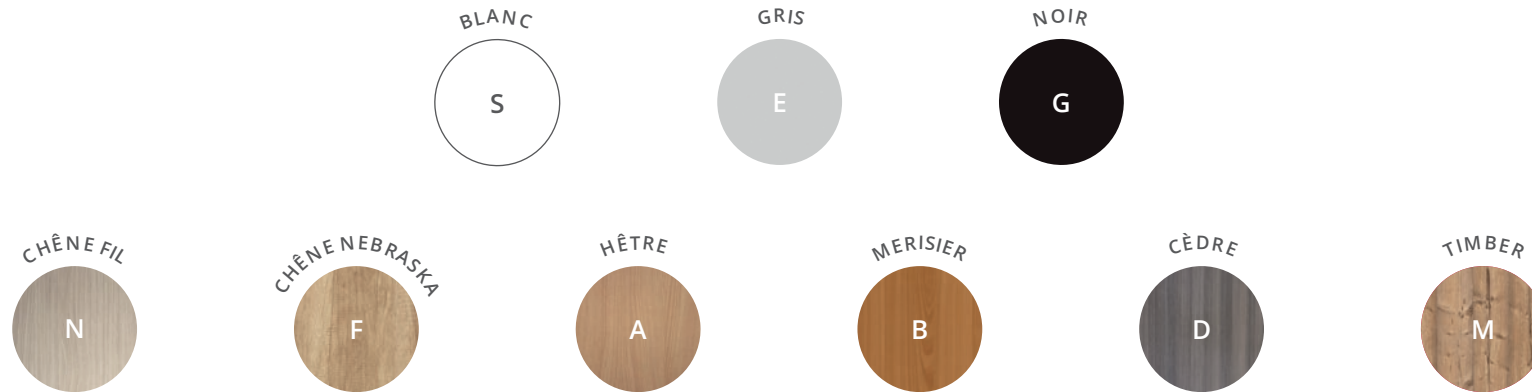 BLANC
S
GRIS
E
NOIR
G
CHÊNE FIL
N
CHÊNE NEBRASKA
F
HÊTRE
A
MERISIER
B
CÈDRE
D
TIMBER
M